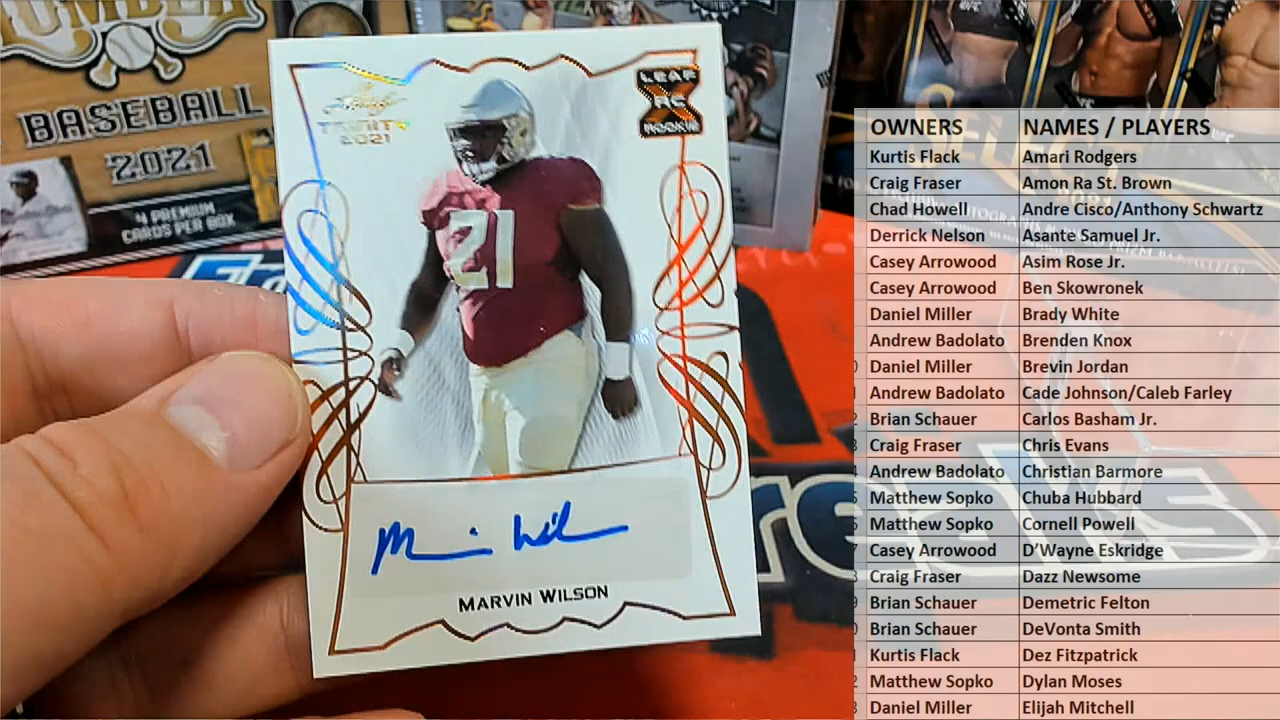 LUMBER
BASEBALL
2021
4 PREMIUM
CARDS PER BOX
Leaf
TRINITY
2021
LEAF
RC
ROOKIE
21
Marvin Wilson
MARVIN WILSON
OWNERS NAMES / PLAYERS
Kurtis Flack Amari Rodgers
Craig Fraser Amon Ra St. Brown
Chad Howell Andre Cisco/Anthony Schwartz
Derrick Nelson Asante Samuel Jr.
Casey Arrowood Asim Rose Jr.
Casey Arrowood Ben Skowronek
Daniel Miller Brady White
Andrew Badolato Brenden Knox
Daniel Miller Brevin Jordan
Andrew Badolato Cade Johnson/Caleb Farley
Brian Schauer Carlos Basham Jr.
Craig Fraser Chris Evans
Andrew Badolato Christian Barmore
Matthew Sopko Chuba Hubbard
Matthew Sopko Cornell Powell
Casey Arrowood D'Wayne Eskridge
Craig Fraser Dazz Newsome
Brian Schauer Demetric Felton
Brian Schauer DeVonta Smith
Kurtis Flack Dez Fitzpatrick
Matthew Sopko Dylan Moses
Daniel Miller Elijah Mitchell
SELECT